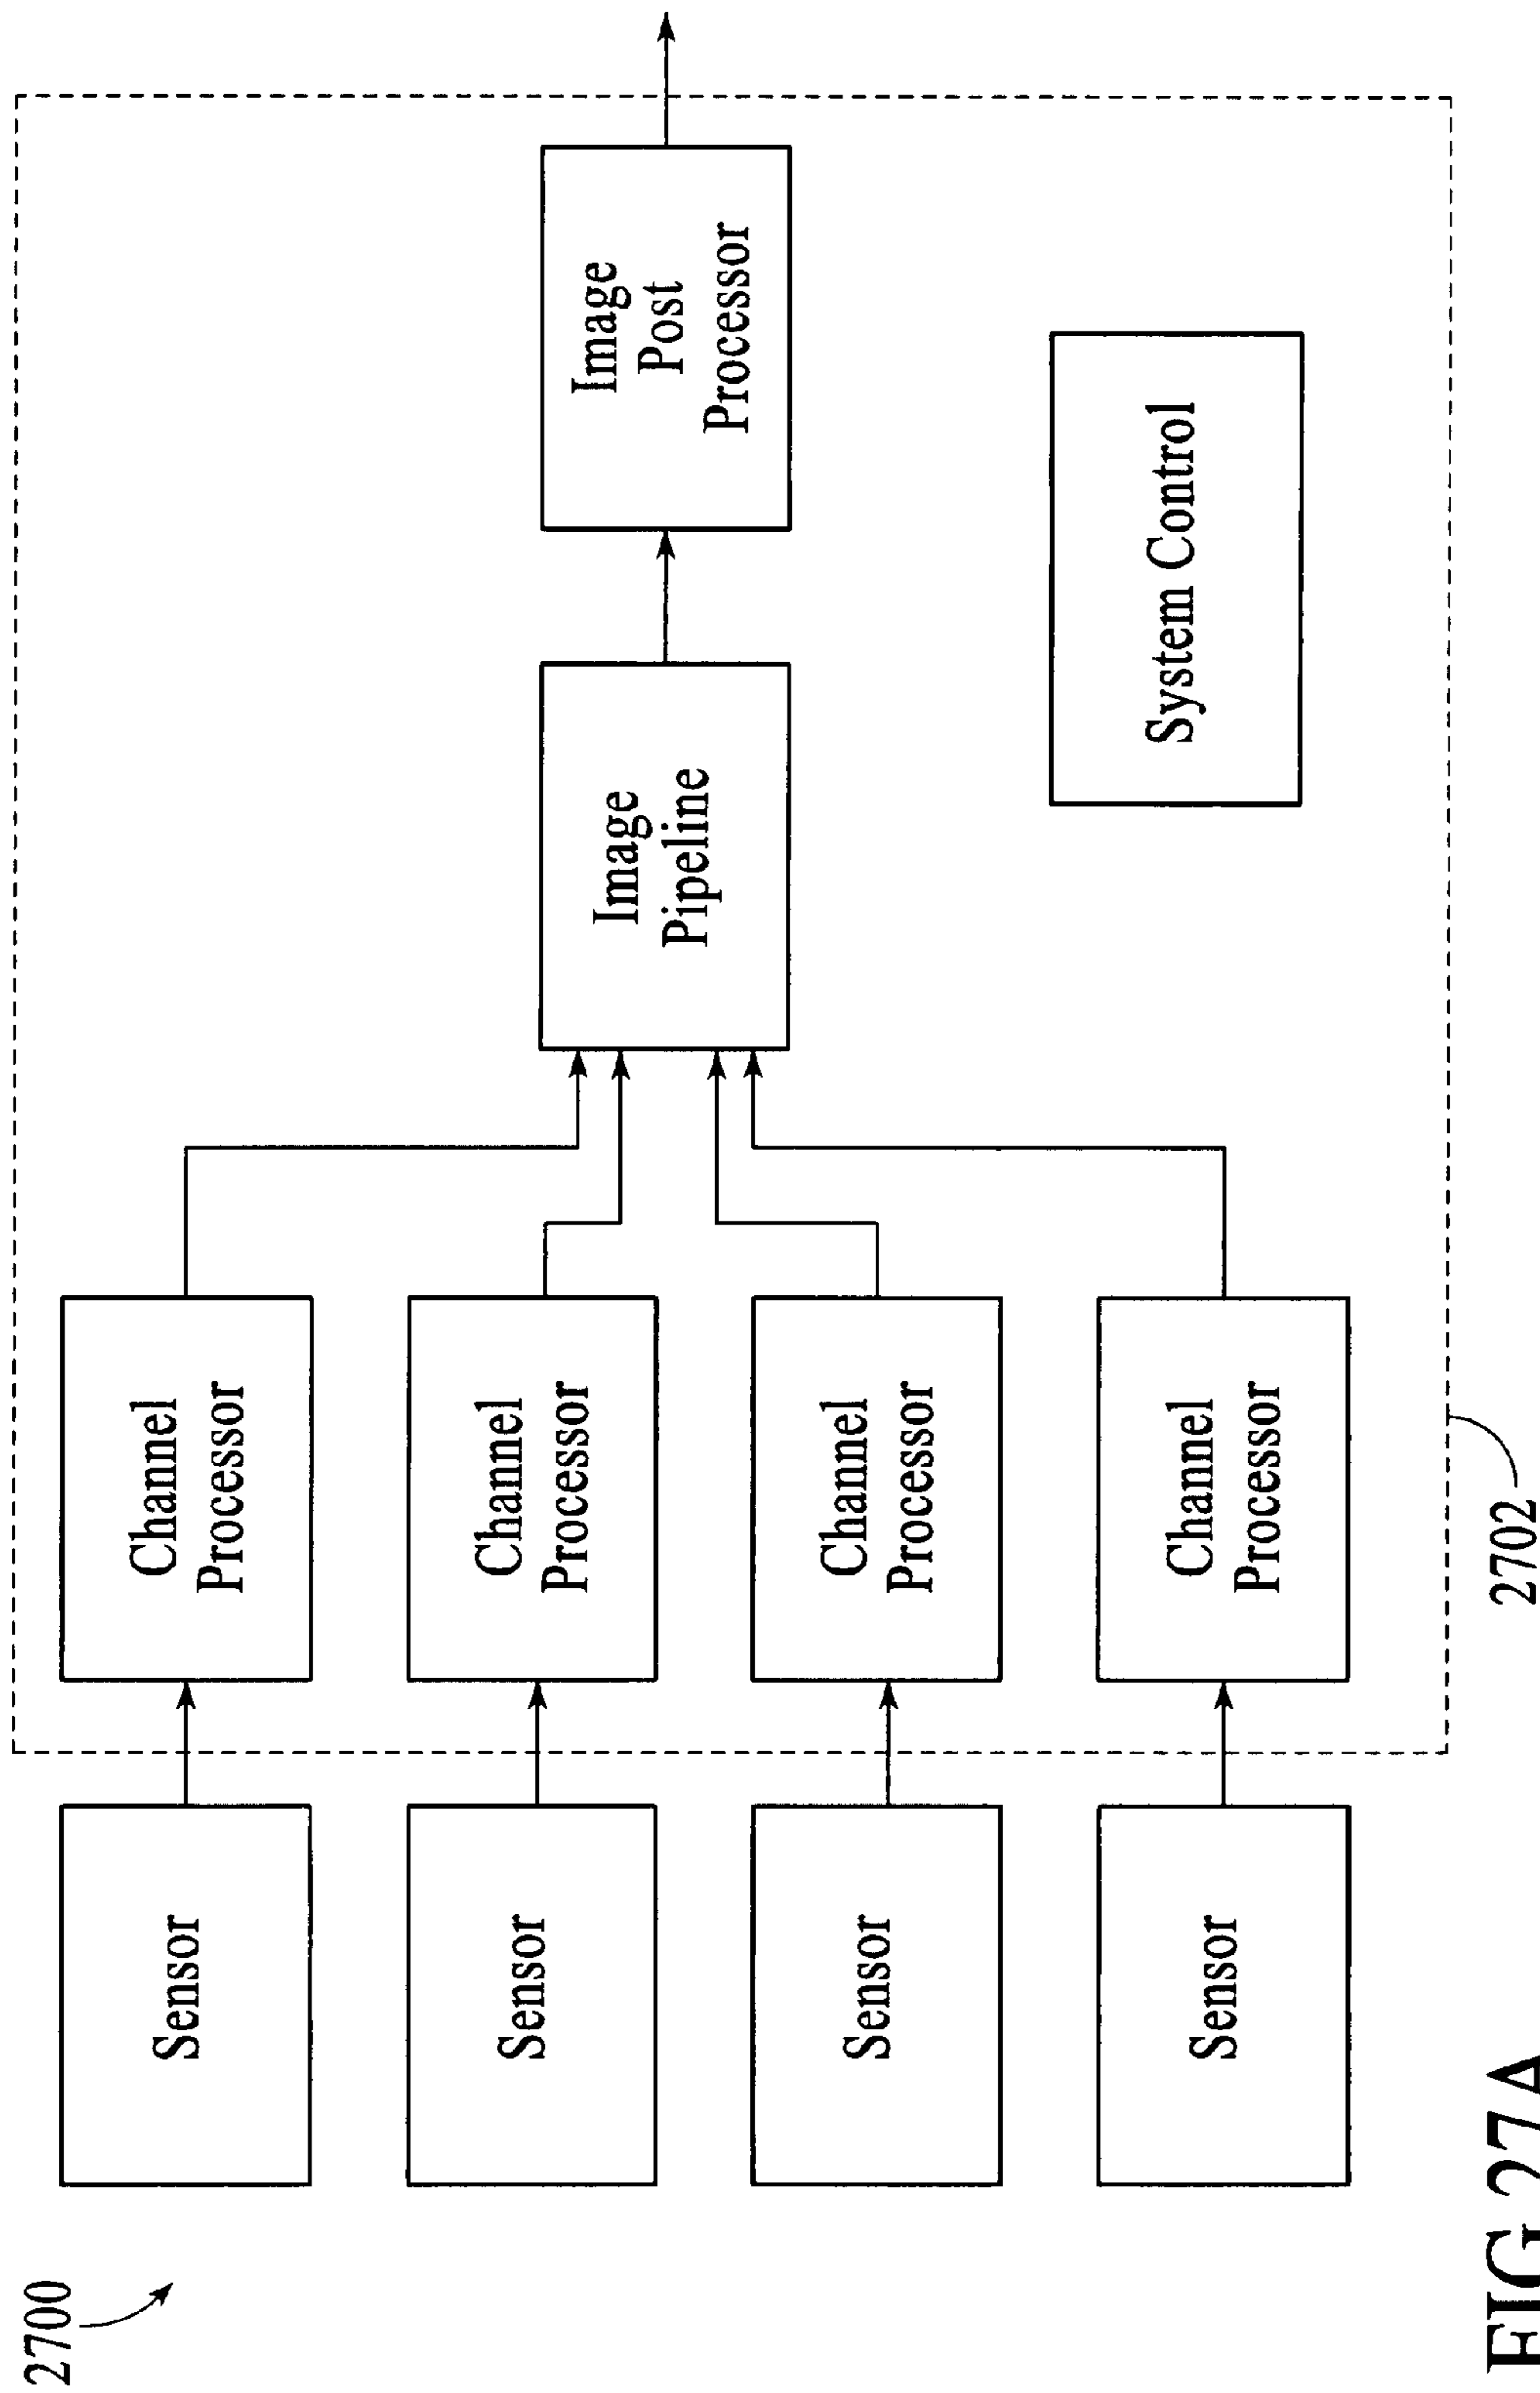 2700
Sensor
Channel
Processor
Sensor
Channel
Processor
Image
Pipeline
Image
Post
Processor
Sensor
Channel
Processor
Sensor
Channel
Processor
System Control
2702
FIG 27A